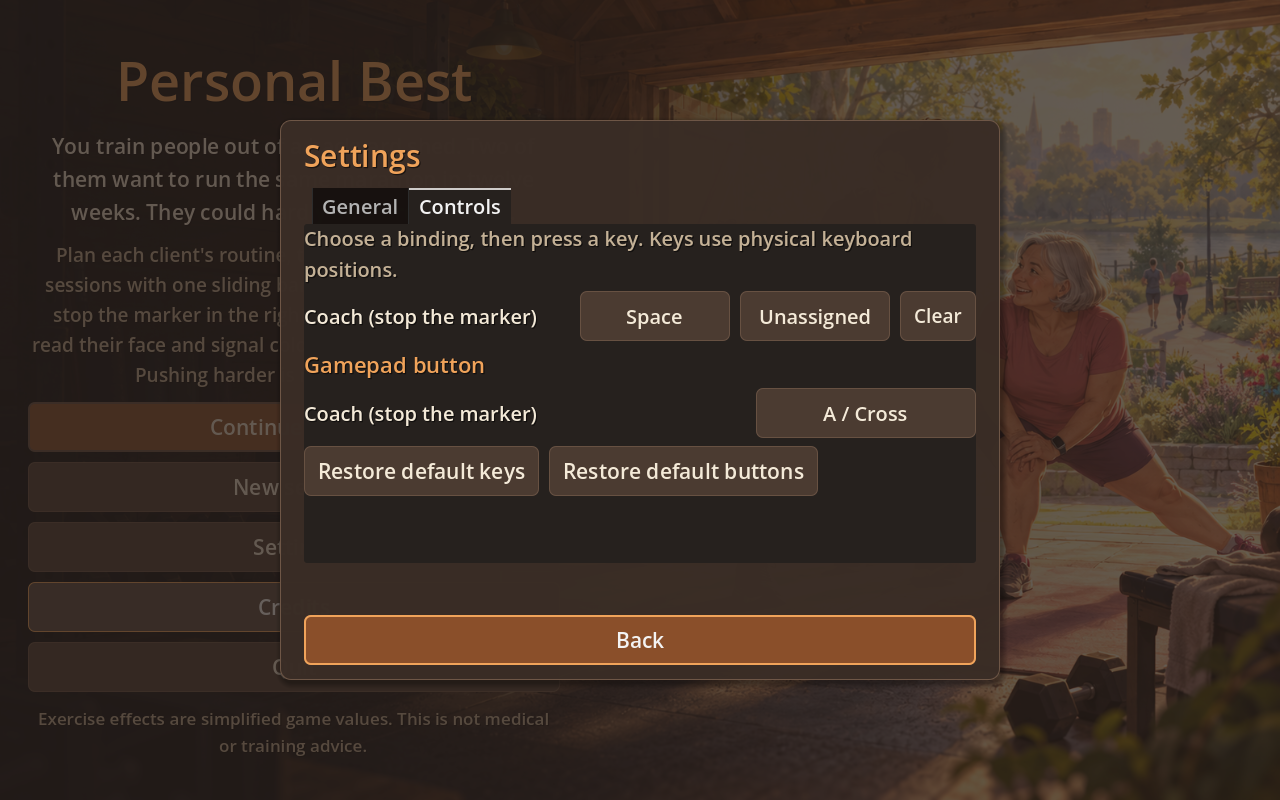 Personal Best
You train people out of
them want to run the s
weeks. They could ha
Plan each client's routine
sessions with one sliding
stop the marker in the rig
read their face and signal c
Pushing harder
Settings
General
Controls
Choose a binding, then press a key. Keys use physical keyboard
positions.
Coach (stop the marker)
Space
Unassigned
Clear
Gamepad button
Coach (stop the marker)
A / Cross
Restore default keys
Restore default buttons
Back
Contin
New
Set
Cr
Exercise effects are simplified game values. This is not medical
or training advice.